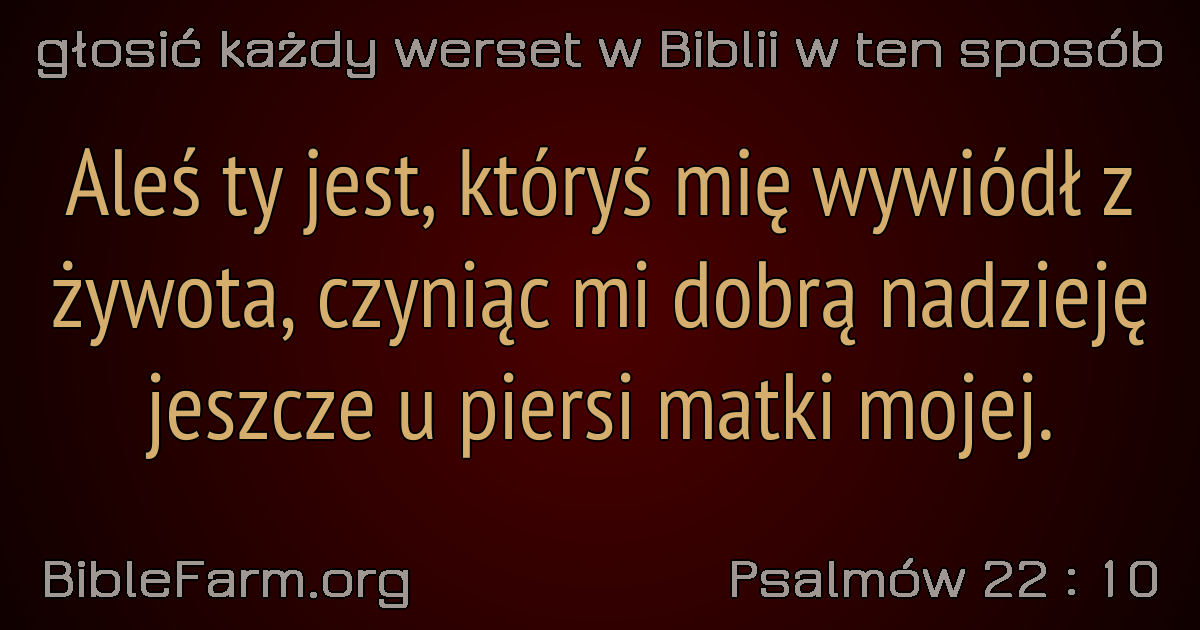 głosić każdy werset w Biblii w ten sposób
Aleś ty jest, któryś mię wywiódł z
żywota, czyniąc mi dobrą nadzieję
jeszcze u piersi matki mojej.
BibleFarm.org
Psalmów 22 : 10